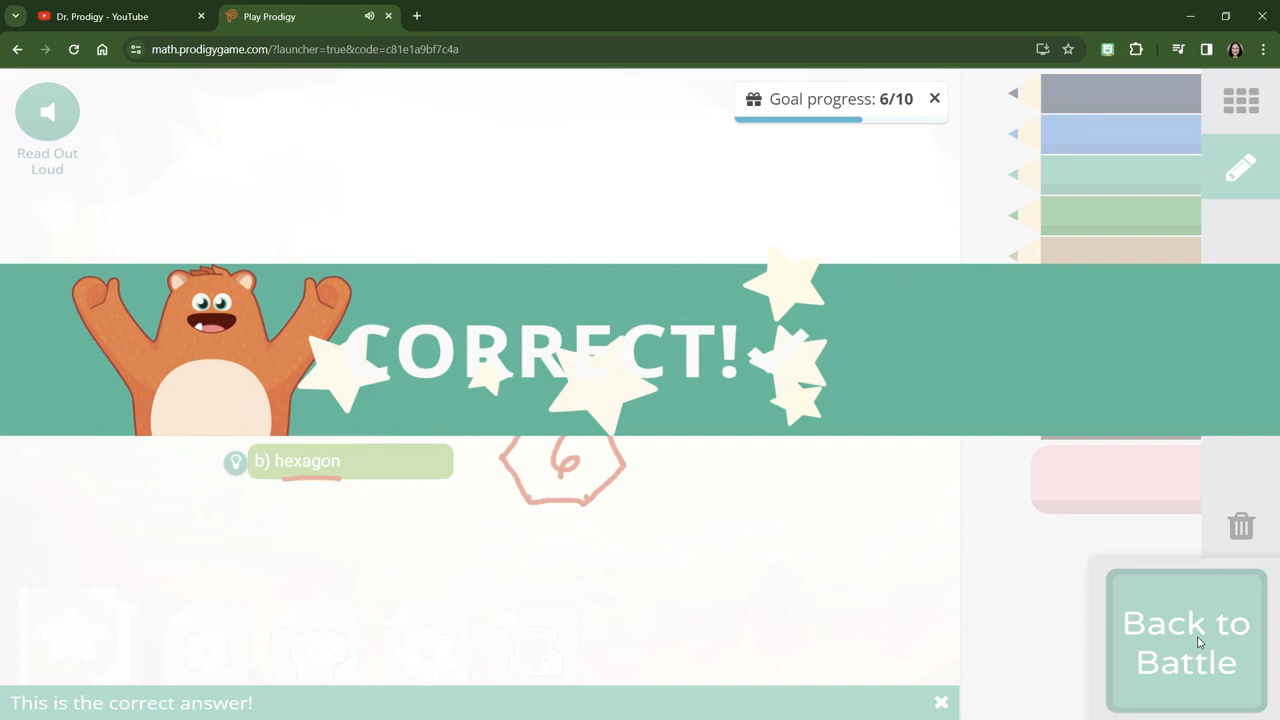 Dr. Prodigy - YouTube
Play Prodigy
math.prodigygame.com/?launcher=true&code=c81e1a9bf7c4a
Read Out
Loud
Goal progress: 6/10
CORRECT!
b) hexagon
6
Back to
Battle
This is the correct answer!